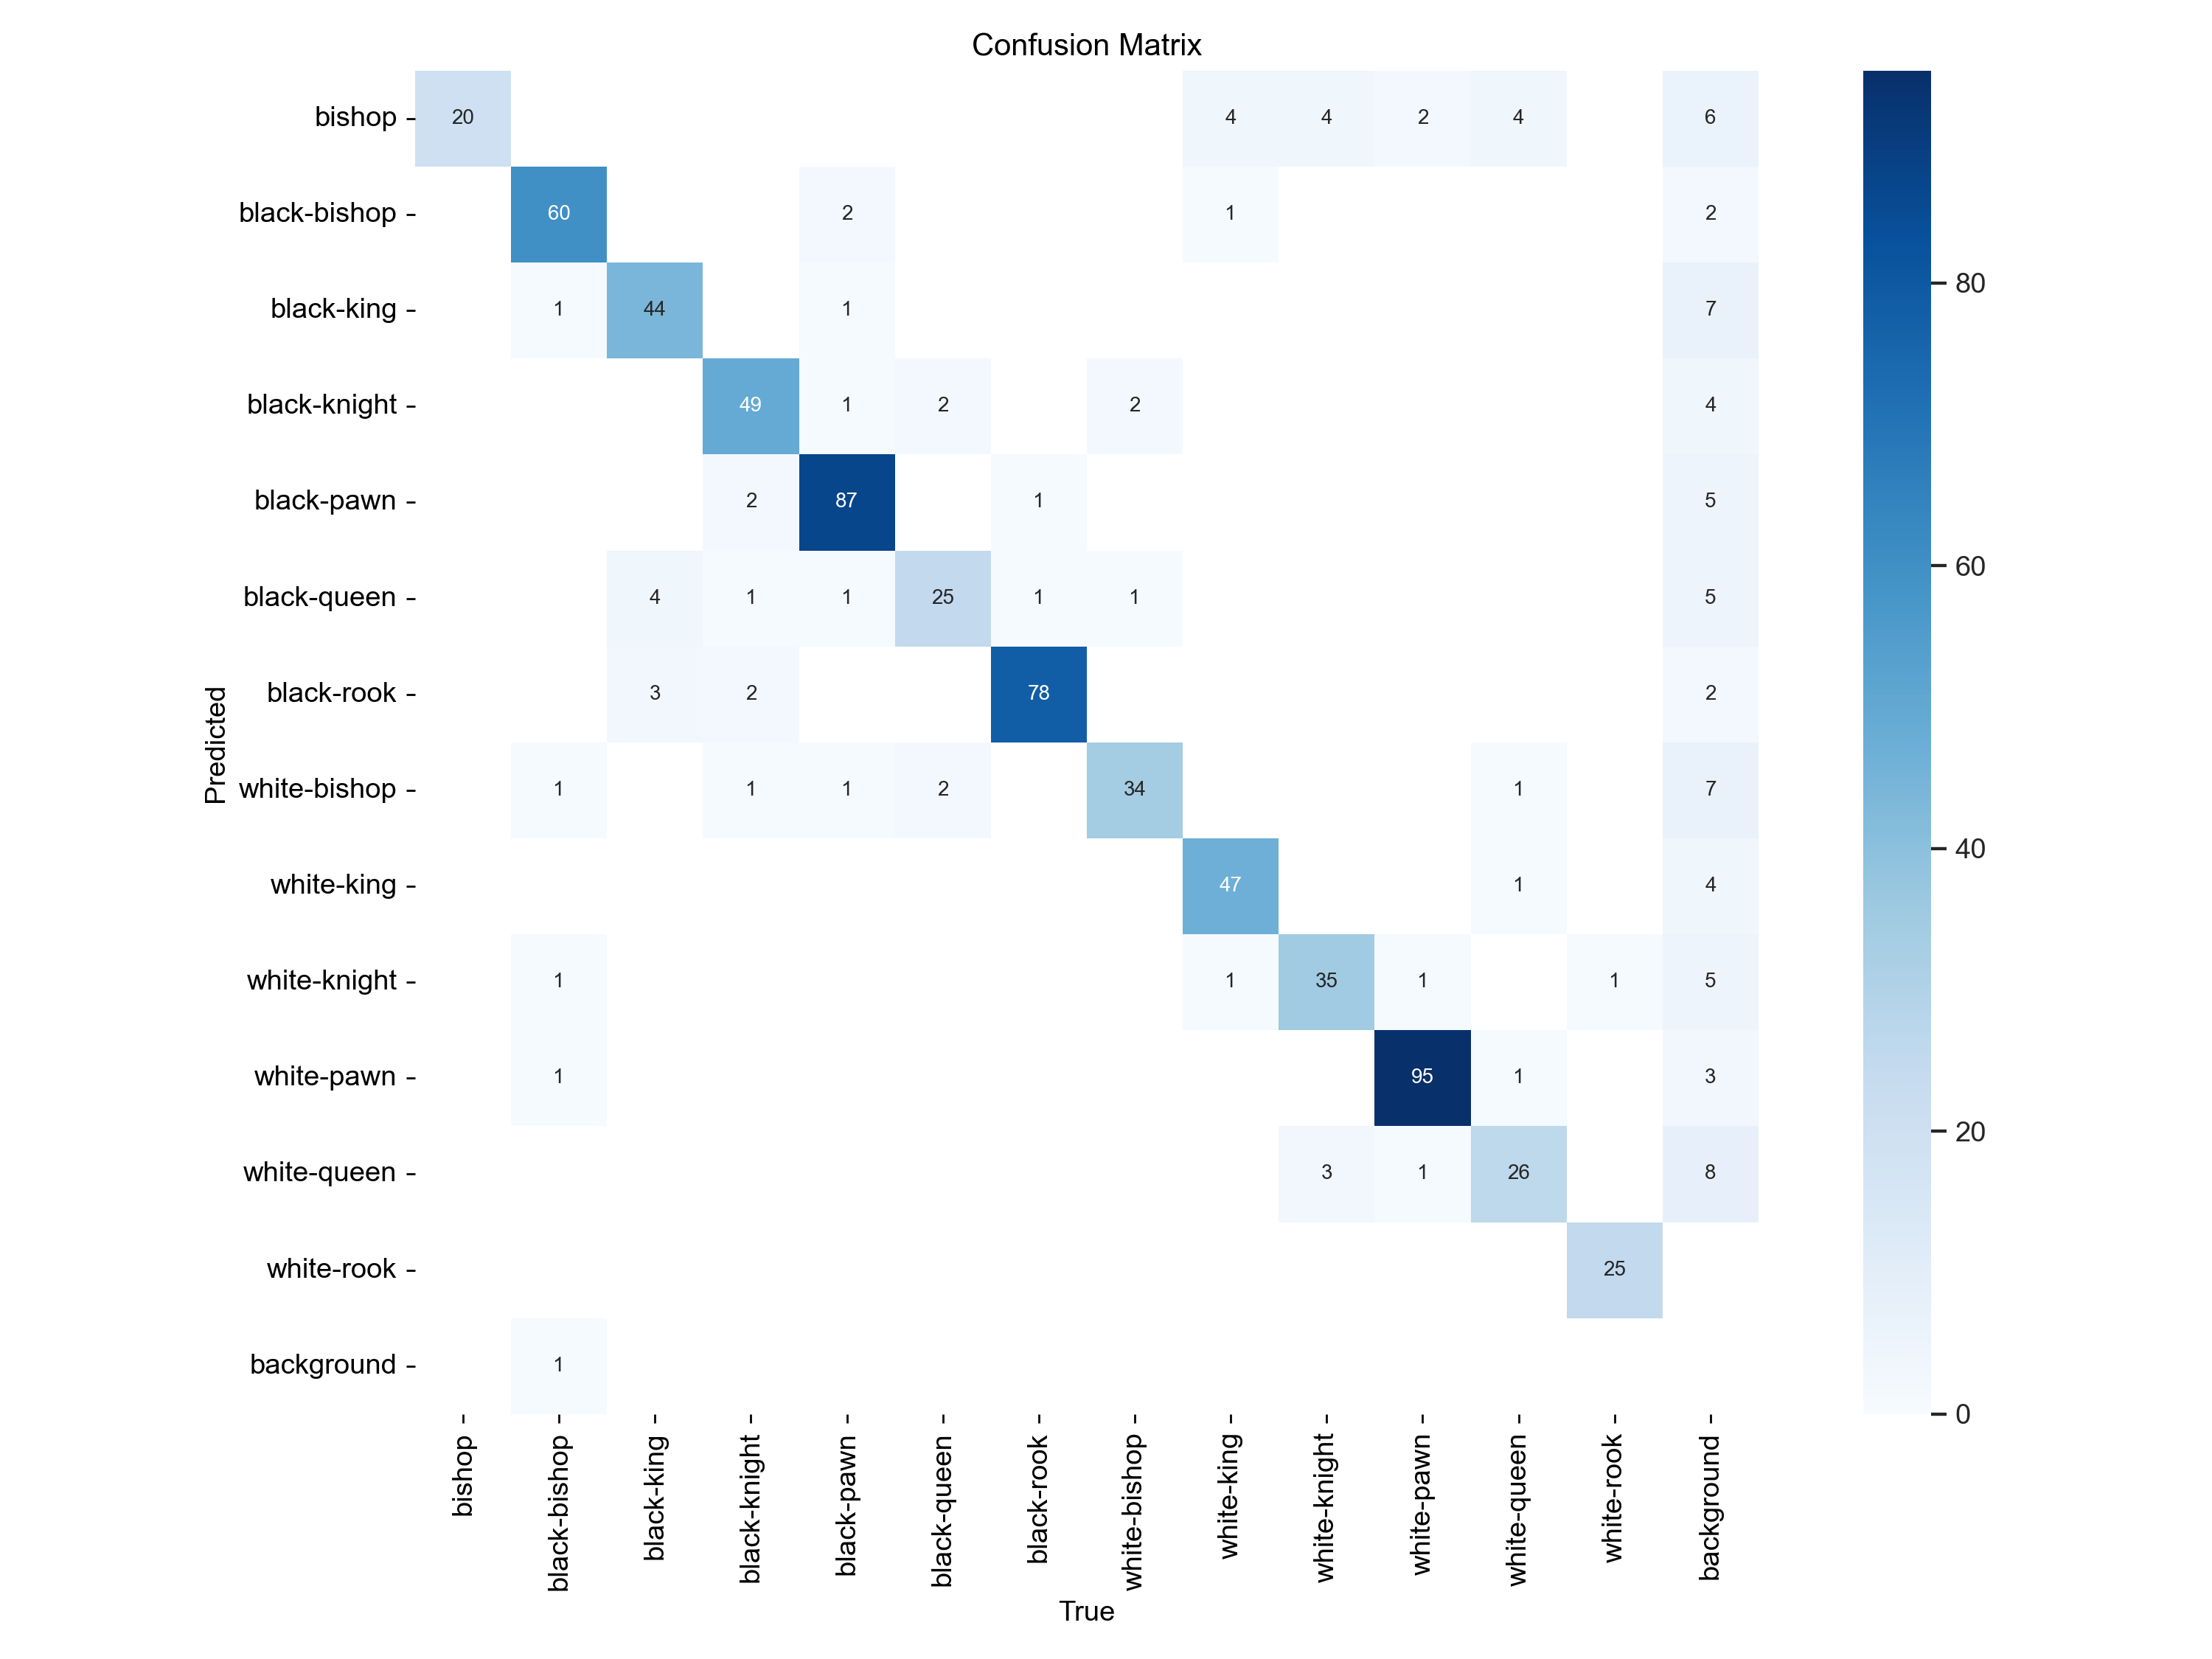 Confusion Matrix
bishop 20 4 4 2 4 6
black-bishop 60 2 1 2
black-king 1 44 1 7
black-knight 49 1 2 2 4
black-pawn 2 87 1 5
black-queen 4 1 1 25 1 1 5
black-rook 3 2 78 2
white-bishop 1 1 1 2 34 1 7
white-king 47 1 4
white-knight 1 1 35 1 1 5
white-pawn 1 95 1 3
white-queen 3 1 26 8
white-rook 25
background 1
Predicted
bishop
black-bishop
black-king
black-knight
black-pawn
black-queen
black-rook
white-bishop
white-king
white-knight
white-pawn
white-queen
white-rook
background
True
80
60
40
20
0